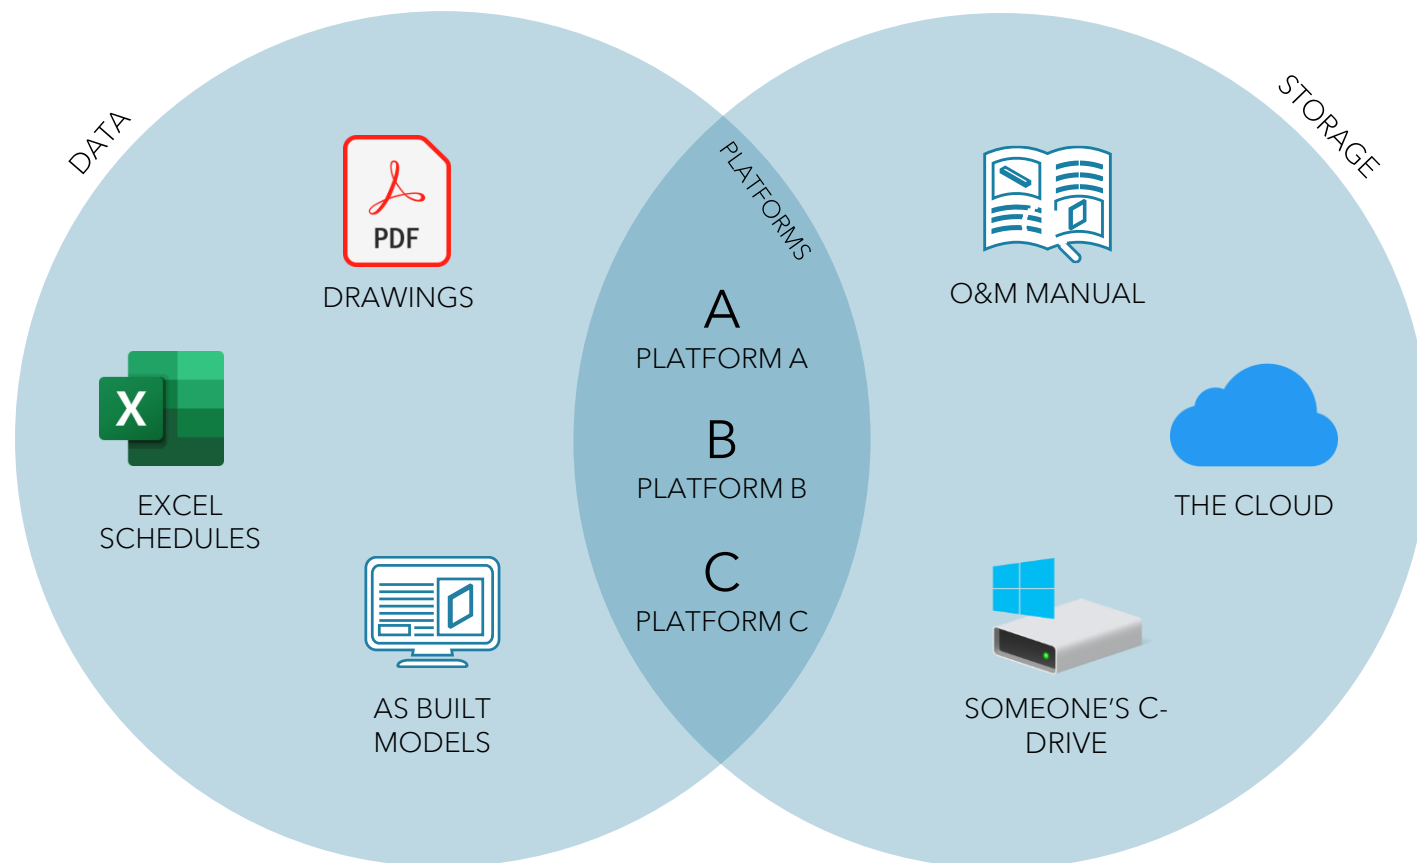 DATA
STORAGE
PLATFORMS
PDF
DRAWINGS
O&M MANUAL
A
PLATFORM A
X
EXCEL
SCHEDULES
B
PLATFORM B
THE CLOUD
C
PLATFORM C
AS BUILT
MODELS
SOMEONE’S C-
DRIVE